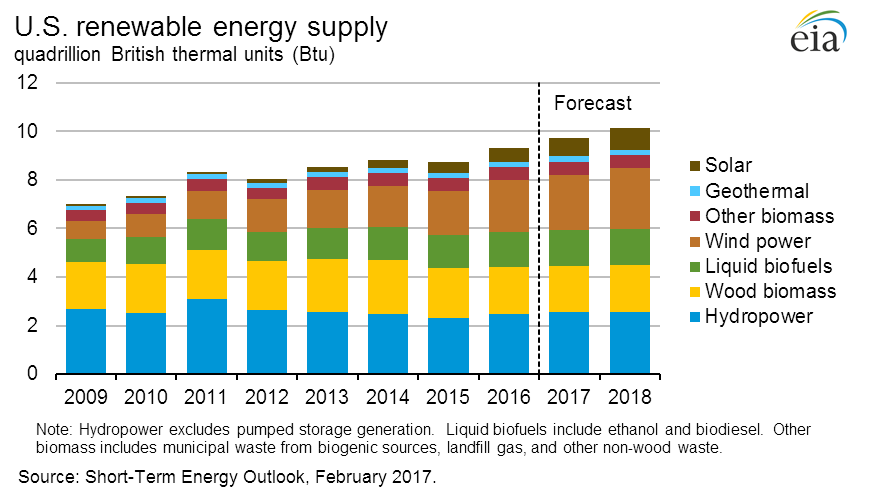 U.S. renewable energy supply
quadrillion British thermal units (Btu)
eia
12
10
8
6
4
2
0
Forecast
Solar
Geothermal
Other biomass
Wind power
Liquid biofuels
Wood biomass
Hydropower
2009 2010 2011 2012 2013 2014 2015 2016 2017 2018
Note: Hydropower excludes pumped storage generation. Liquid biofuels include ethanol and biodiesel. Other
biomass includes municipal waste from biogenic sources, landfill gas, and other non-wood waste.
Source: Short-Term Energy Outlook, February 2017.